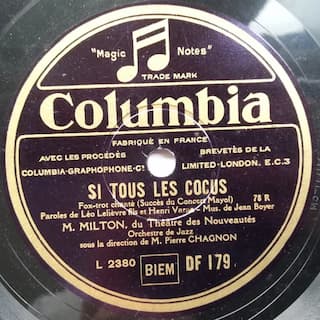 "Magic Notes"
TRADE MARK
Columbia
FABRIQUÉ EN FRANCE
AVEC LES PROCÉDÉS BREVETÉS DE LA
COLUMBIA-GRAPHOPHONE-Cº LIMITED-LONDON. E.C.3
SI TOUS LES COCUS
Fox-trot chanté (Succès du Concert Mayol) 78 R
Paroles de Léo Lelièvre fils et Henri Varna - Mus. de Jean Boyer
M. MILTON, du Théâtre des Nouveautés
Orchestre de Jazz
sous la direction de M. Pierre CHAGNON
L 2380 BIEM DF 179